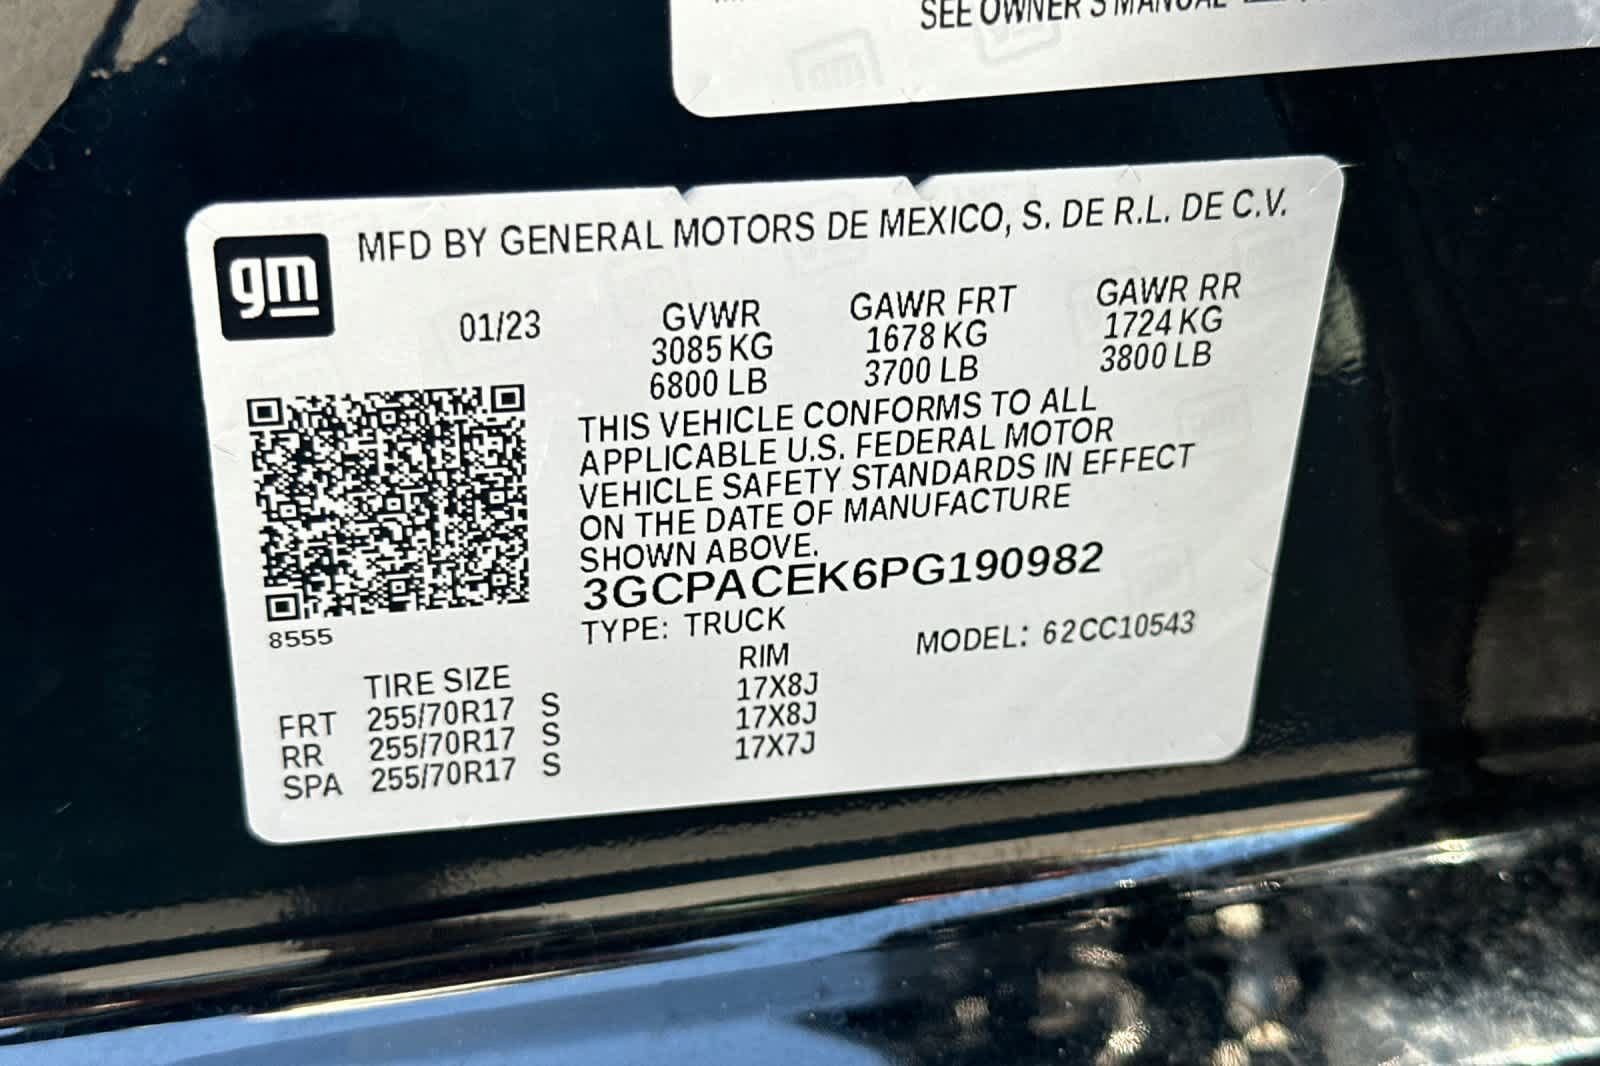 SEE OWNER'S MANUAL
gm
MFD BY GENERAL MOTORS DE MEXICO, S. DE R.L. DE C.V.
01/23
GVWR GAWR FRT GAWR RR
3085 KG 1678 KG 1724 KG
6800 LB 3700 LB 3800 LB
THIS VEHICLE CONFORMS TO ALL
APPLICABLE U.S. FEDERAL MOTOR
VEHICLE SAFETY STANDARDS IN EFFECT
ON THE DATE OF MANUFACTURE
SHOWN ABOVE.
3GCPACEK6PG190982
8555
TYPE: TRUCK MODEL: 62CC10543
TIRE SIZE RIM
FRT 255/70R17 S 17X8J
RR 255/70R17 S 17X8J
SPA 255/70R17 S 17X7J